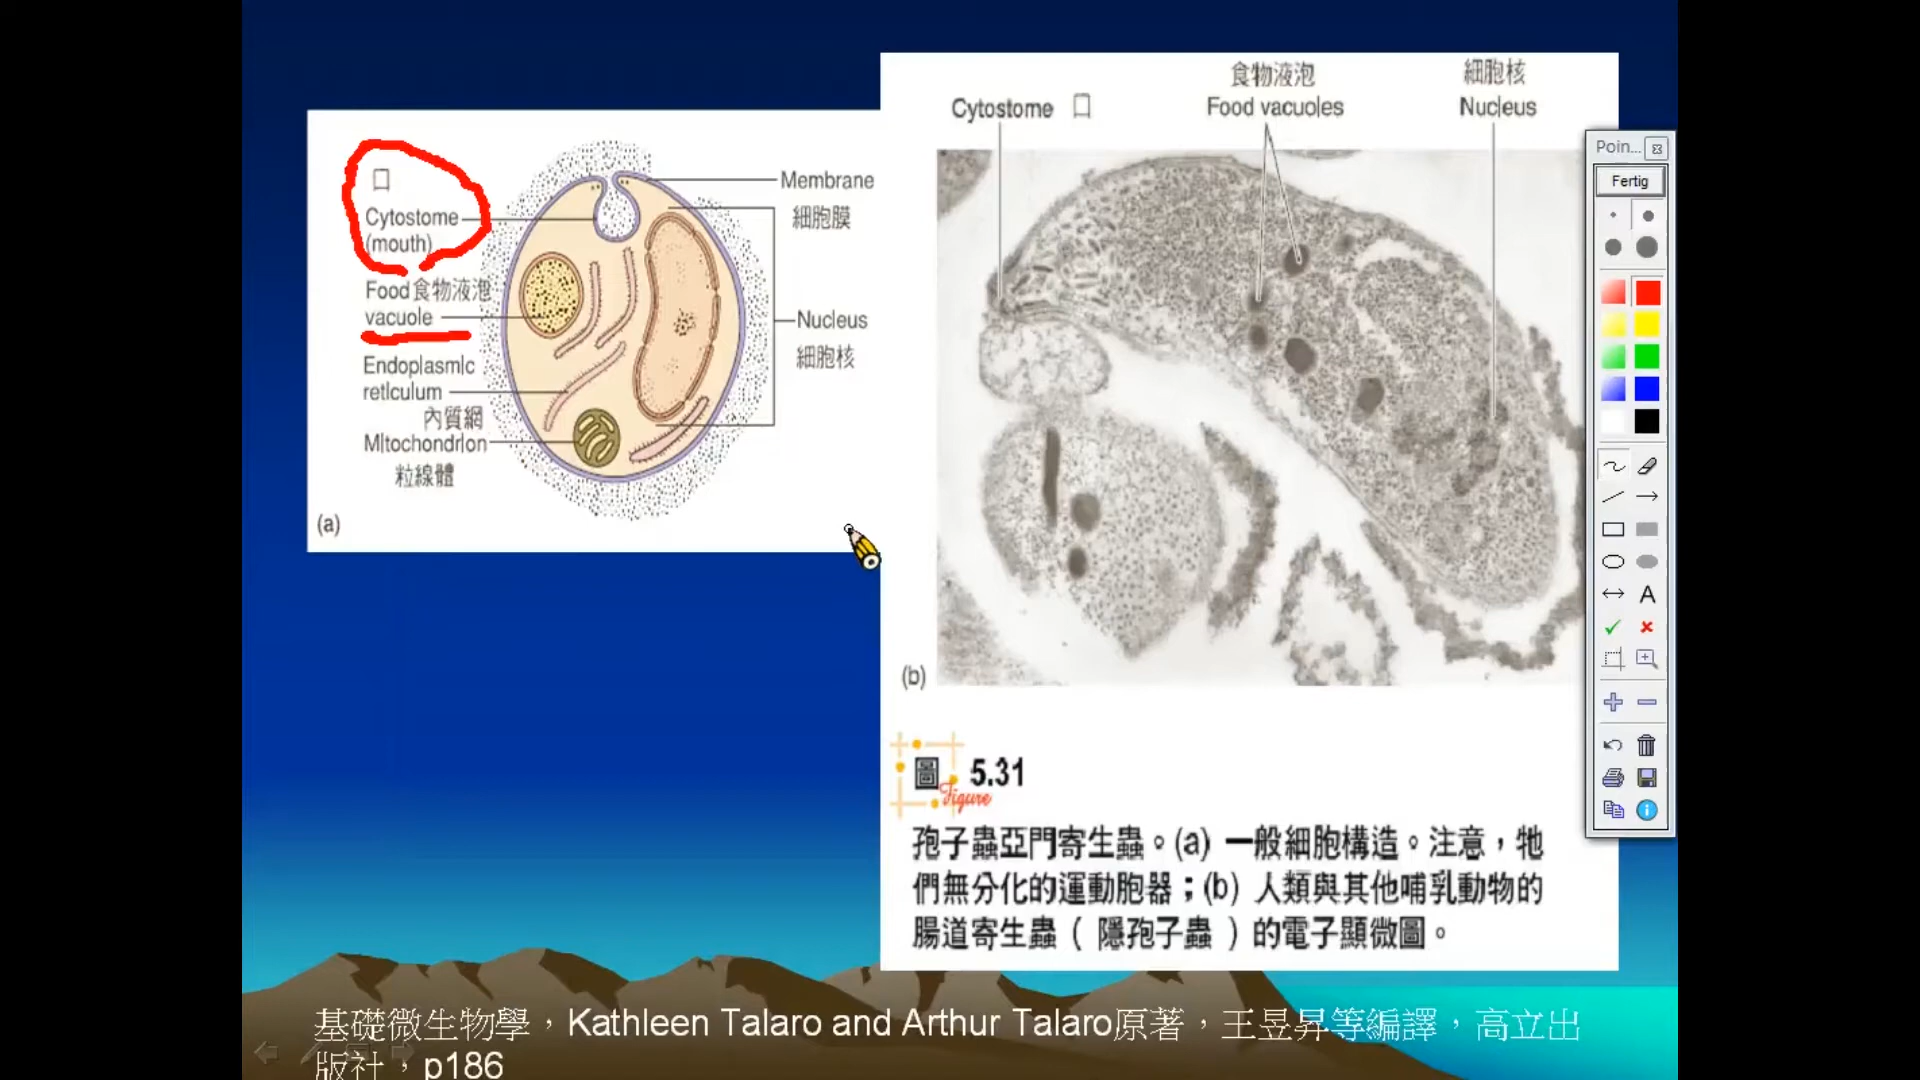 口
Cytostome
(mouth)
Food食物液泡
vacuole
Endoplasmic
reticulum
內質網
Mitochondrion
粒線體
Membrane
細胞膜
Nucleus
細胞核
(a)
Cytostome 口
食物液泡
Food vacuoles
細胞核
Nucleus
(b)
圖 5.31
Figure
孢子蟲亞門寄生蟲。(a) 一般細胞構造。注意，牠
們無分化的運動胞器；(b) 人類與其他哺乳動物的
腸道寄生蟲（隱孢子蟲）的電子顯微圖。
Poin...
Fertig
A
基礎微生物學，Kathleen Talaro and Arthur Talaro原著，王昱昇等編譯，高立出
版社，p186